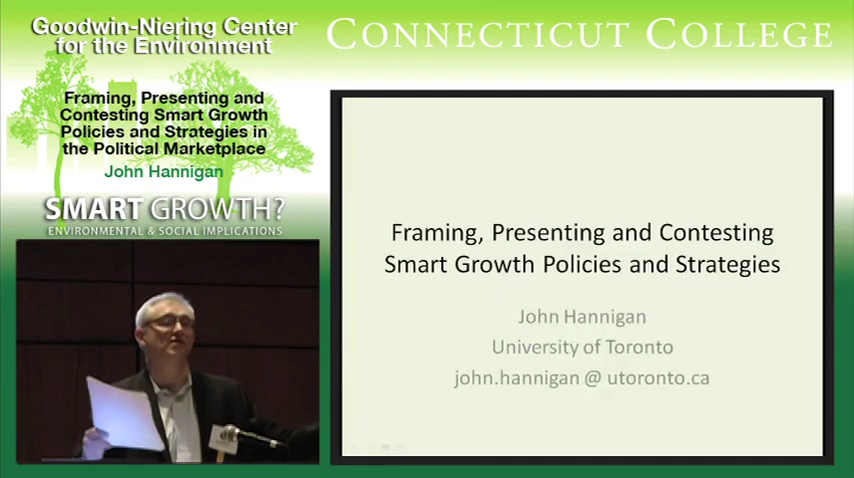 Goodwin-Niering Center
for the Environment
CONNECTICUT COLLEGE
Framing, Presenting and
Contesting Smart Growth
Policies and Strategies in
the Political Marketplace
John Hannigan
SMART GROWTH?
ENVIRONMENTAL & SOCIAL IMPLICATIONS
Framing, Presenting and Contesting
Smart Growth Policies and Strategies
John Hannigan
University of Toronto
john.hannigan @ utoronto.ca